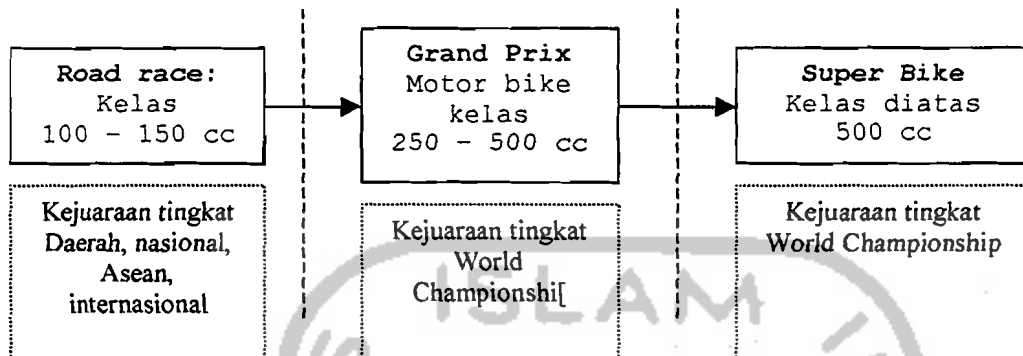 Road race:
Kelas
100 - 150 cc
Grand Prix
Motor bike
kelas
250 - 500 cc
Super Bike
Kelas diatas
500 cc
Kejuaraan tingkat
Daerah, nasional,
Asean,
internasional
Kejuaraan tingkat
World
Championshi[
Kejuaraan tingkat
World Championship
ISLAM